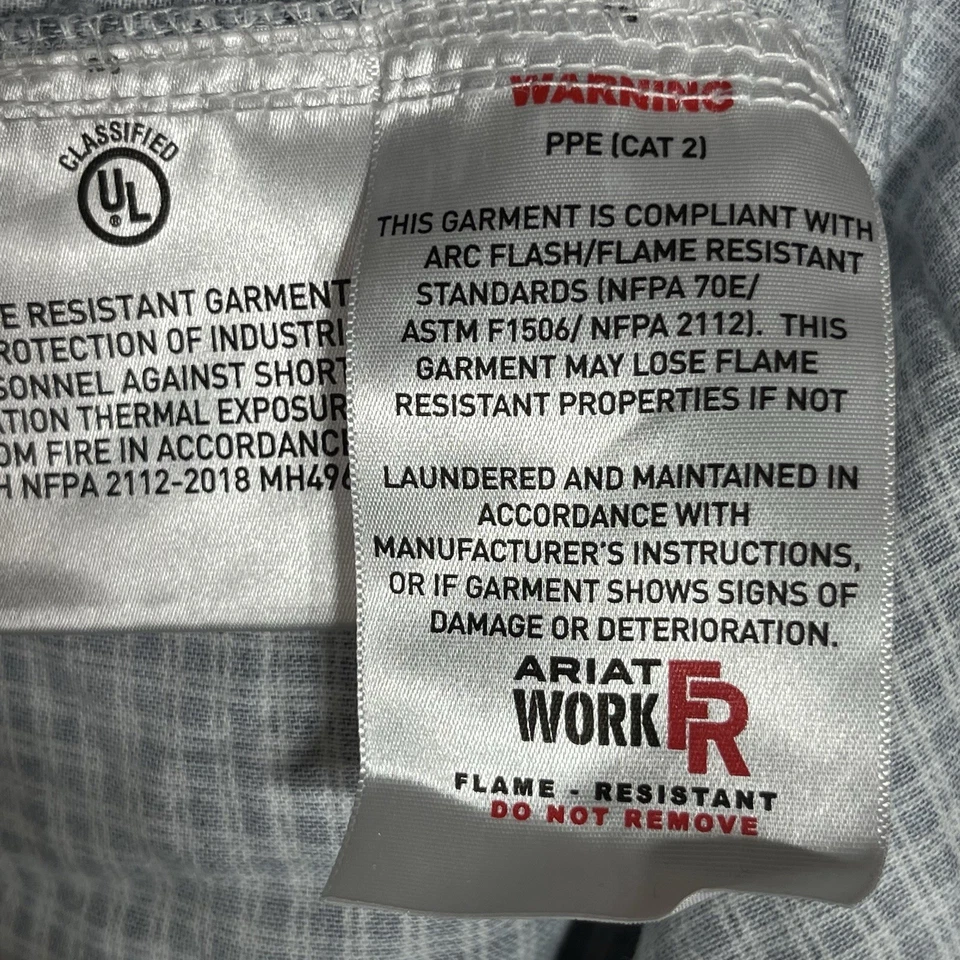 CLASSIFIED
UL
®
E RESISTANT GARMENT
ROTECTION OF INDUSTRI
SONNEL AGAINST SHORT
ATION THERMAL EXPOSUR
OM FIRE IN ACCORDANC
H NFPA 2112-2018 MH496
WARNING
PPE (CAT 2)
THIS GARMENT IS COMPLIANT WITH
ARC FLASH/FLAME RESISTANT
STANDARDS (NFPA 70E/
ASTM F1506/ NFPA 2112). THIS
GARMENT MAY LOSE FLAME
RESISTANT PROPERTIES IF NOT
LAUNDERED AND MAINTAINED IN
ACCORDANCE WITH
MANUFACTURER'S INSTRUCTIONS,
OR IF GARMENT SHOWS SIGNS OF
DAMAGE OR DETERIORATION.
ARIAT
WORK FR
FLAME - RESISTANT
DO NOT REMOVE